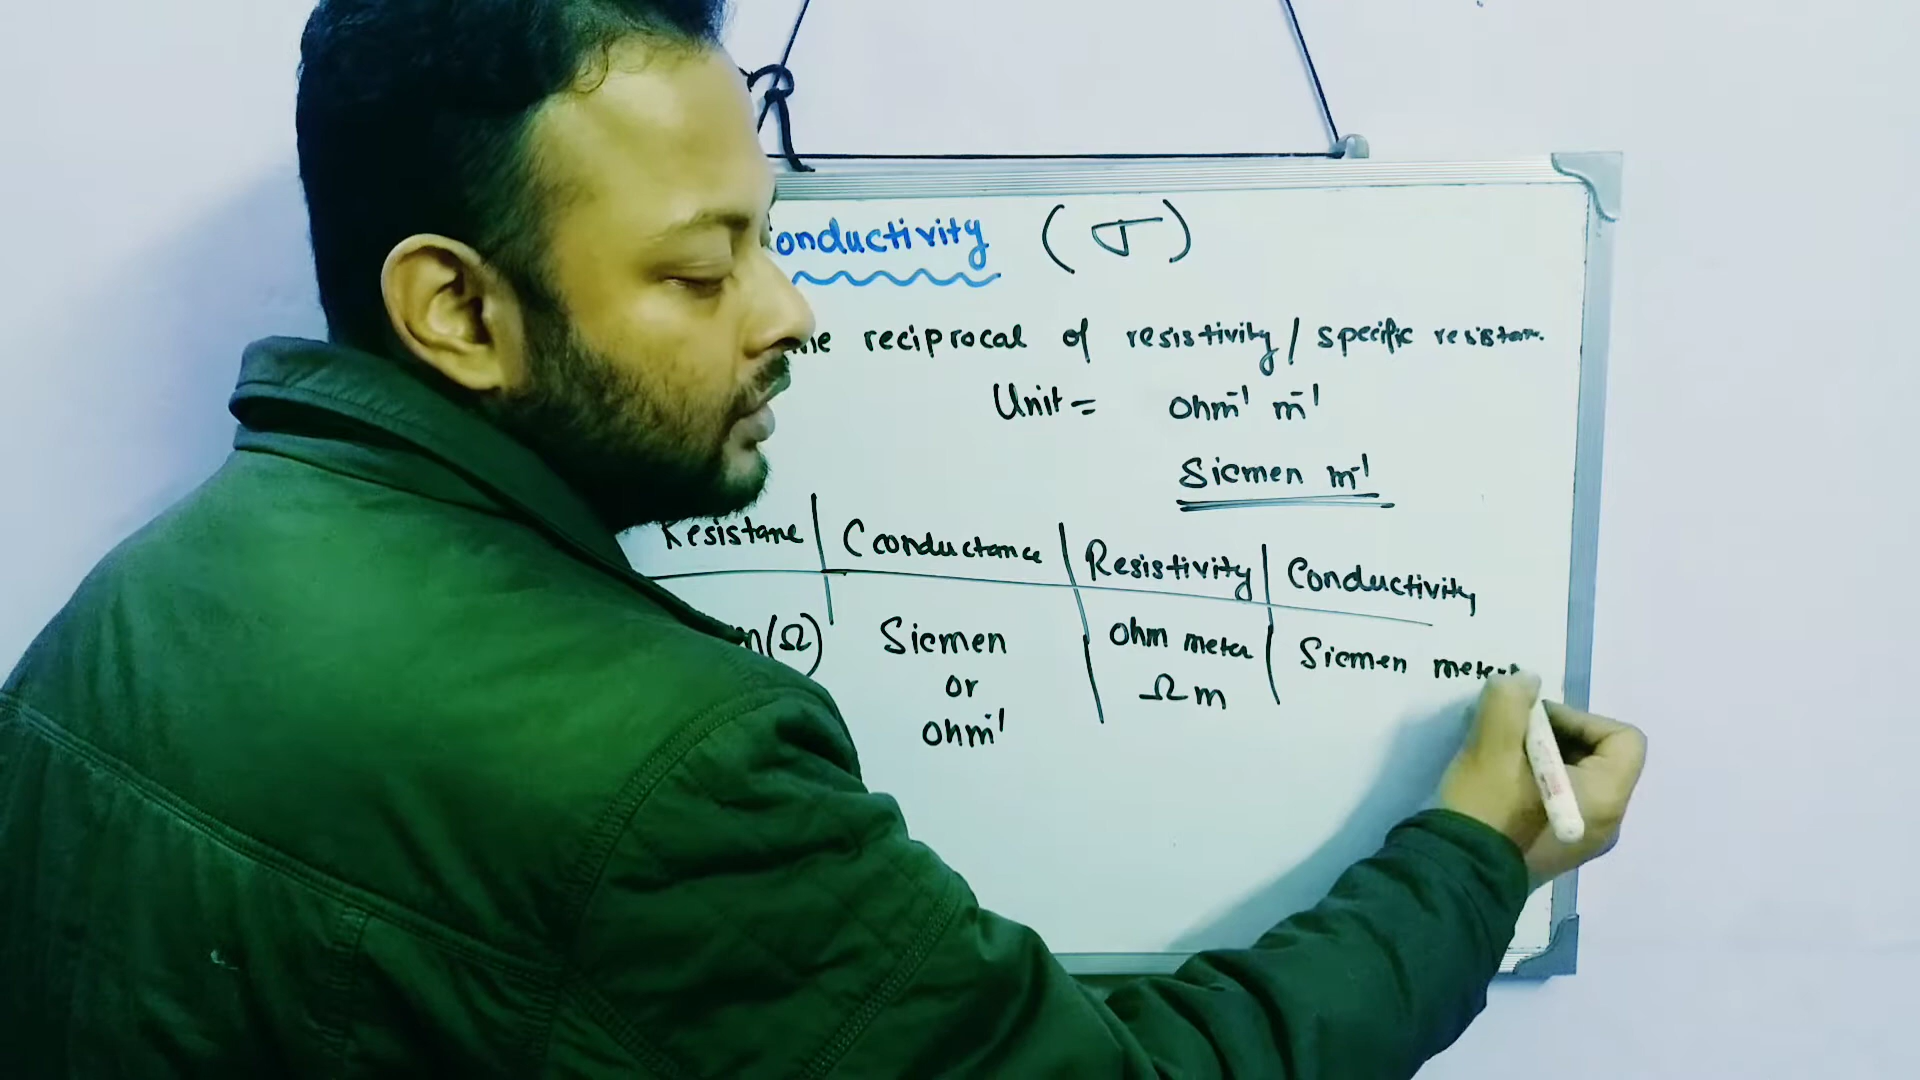 onductivity (σ)
reciprocal of resistivity / specific resistan.
Unit = ohm⁻¹ m⁻¹
Siemen m⁻¹
Resistane Cconductance Resistivity Conductivity
m(Ω) Siemen ohm meter Siemen
or Ωm
ohm⁻¹